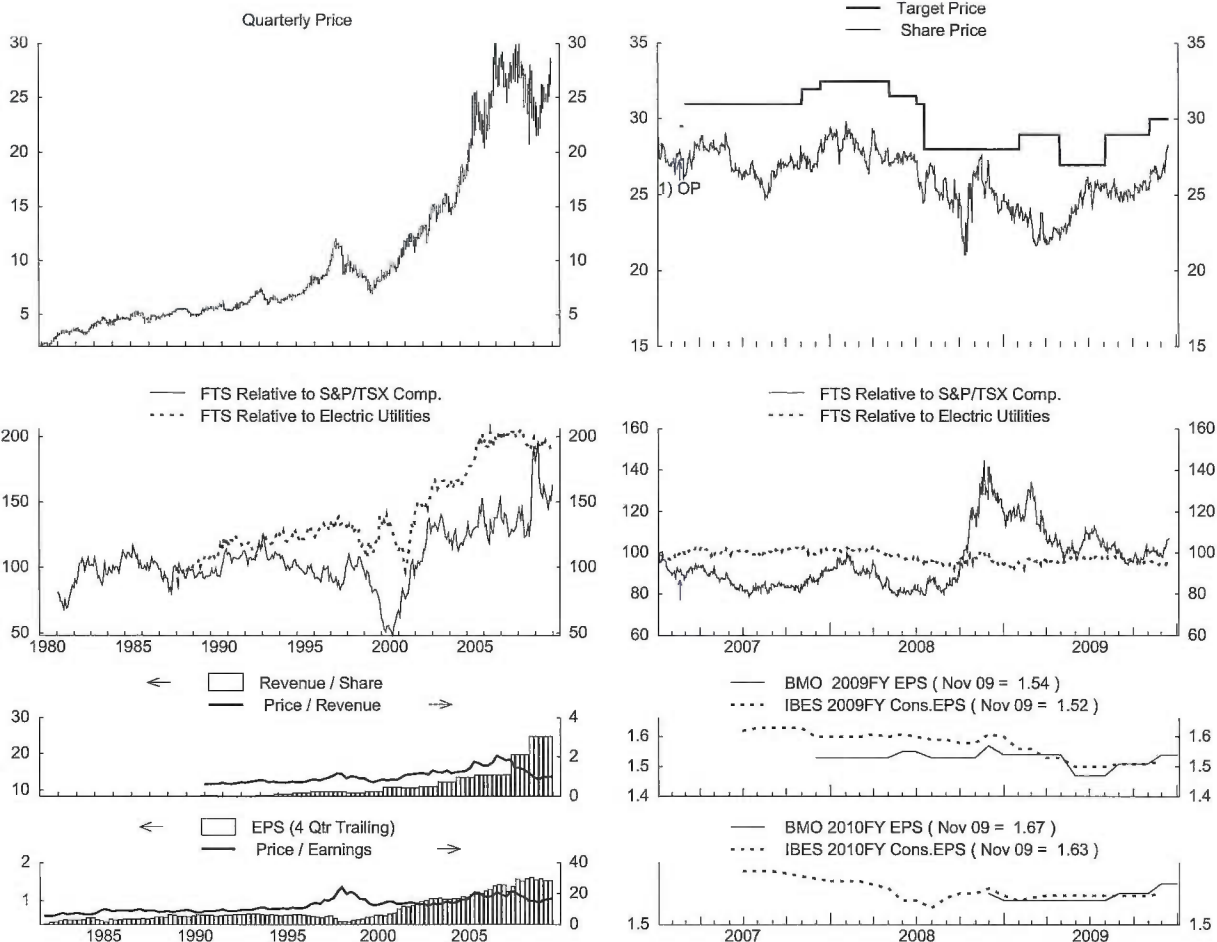 Quarterly Price
30 30
25 25
20 20
15 15
10 10
5 5
Target Price
Share Price
35 35
30 30
25 25
1) OP
20 20
15 15
FTS Relative to S&P/TSX Comp.
FTS Relative to Electric Utilities
200 200
150 150
100 100
50 50
1980 1985 1990 1995 2000 2005
FTS Relative to S&P/TSX Comp.
FTS Relative to Electric Utilities
160 160
140 140
120 120
100 100
80 80
60 60
2007 2008 2009
Revenue / Share
Price / Revenue
30 4
20 2
10 0
EPS (4 Qtr Trailing)
Price / Earnings
2 40
1 20
0
1985 1990 1995 2000 2005
BMO 2009FY EPS ( Nov 09 = 1.54 )
IBES 2009FY Cons.EPS ( Nov 09 = 1.52 )
1.6 1.6
1.5 1.5
1.4 1.4
BMO 2010FY EPS ( Nov 09 = 1.67 )
IBES 2010FY Cons.EPS ( Nov 09 = 1.63 )
1.5 1.5
2007 2008 2009